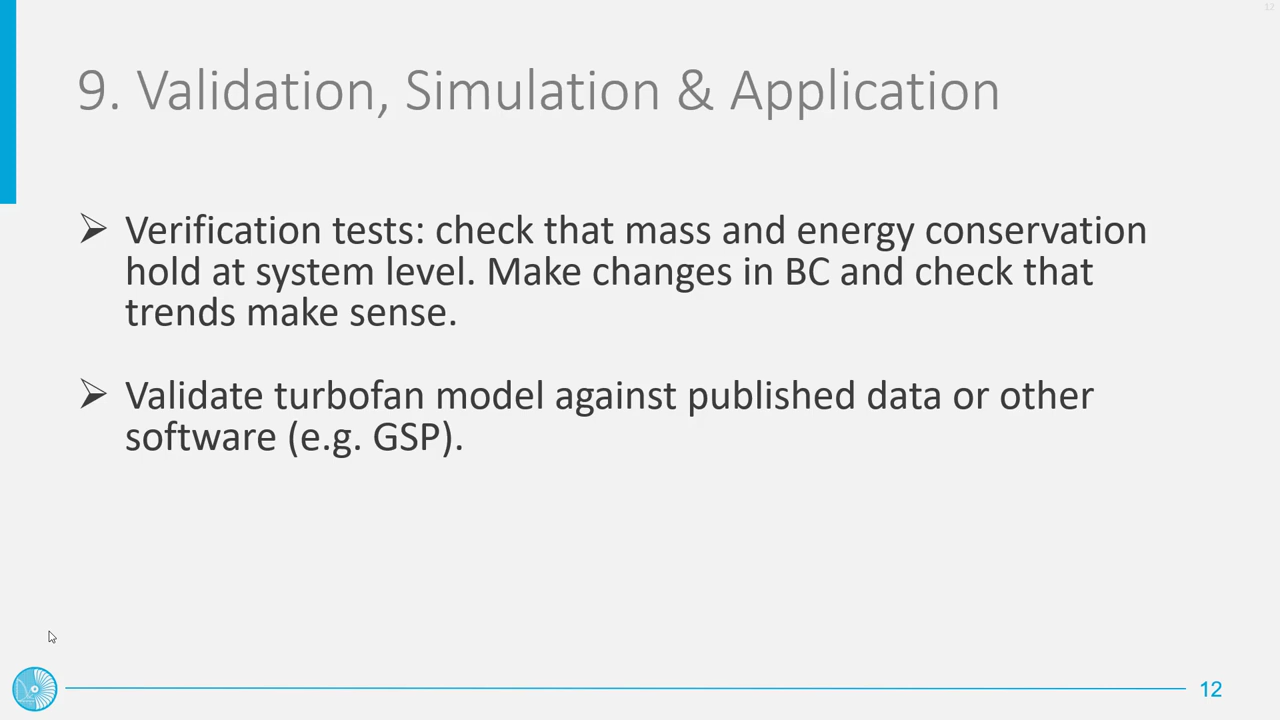 12
9. Validation, Simulation & Application
➢ Verification tests: check that mass and energy conservation
hold at system level. Make changes in BC and check that
trends make sense.
➢ Validate turbofan model against published data or other
software (e.g. GSP).
12